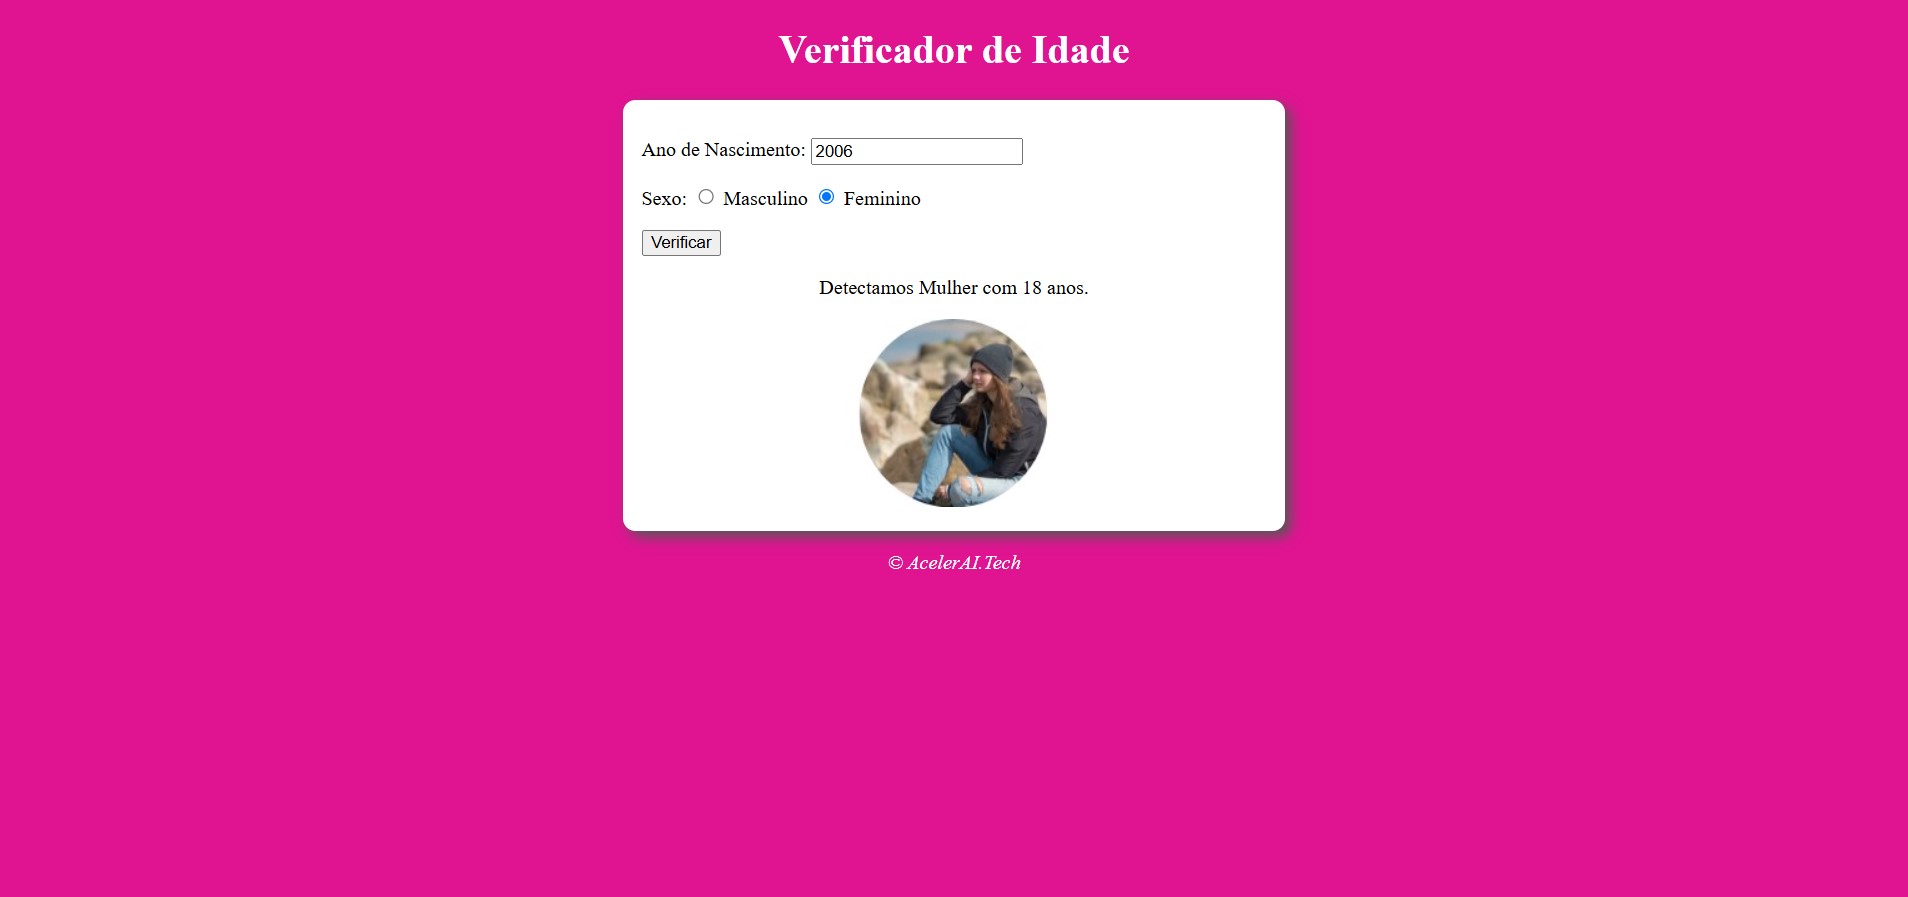 Verificador de Idade
Ano de Nascimento: 2006
Sexo: Masculino Feminino
Verificar
Detectamos Mulher com 18 anos.
© AcelerAI.Tech